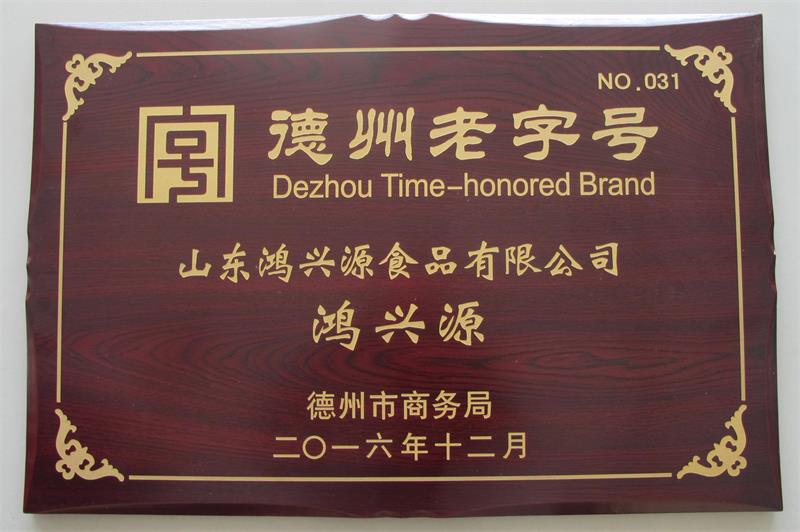 NO.031
德州老字号
Dezhou Time-honored Brand
山东鸿兴源食品有限公司
鸿兴源
德州市商务局
二〇一六年十二月